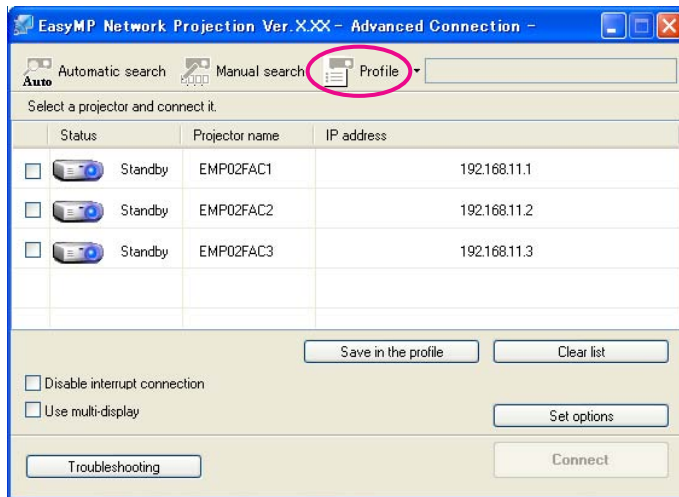 EasyMP Network Projection Ver.X.XX – Advanced Connection –
Auto Automatic search Manual search Profile
Select a projector and connect it.
Status Projector name IP address
Standby EMP02FAC1 192.168.11.1
Standby EMP02FAC2 192.168.11.2
Standby EMP02FAC3 192.168.11.3
Save in the profile Clear list
Disable interrupt connection
Use multi-display Set options
Troubleshooting Connect